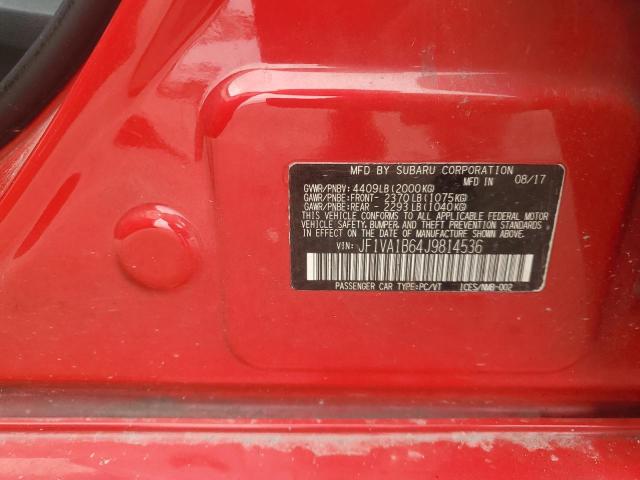 MFD BY SUBARU CORPORATION
MFD IN 08/17
GVWR/PNBV: 4409LB(2000KG)
GAWR/PNBE:FRONT- 2370LB(1075KG)
GAWR/PNBE:REAR - 2293LB(1040KG)
THIS VEHICLE CONFORMS TO ALL APPLICABLE FEDERAL MOTOR
VEHICLE SAFETY, BUMPER, AND THEFT PREVENTION STANDARDS
IN EFFECT ON THE DATE OF MANUFACTURE SHOWN ABOVE
VIN: JF1VA1B64J9814536
PASSENGER CAR TYPE:PC/VT ICES/NMB-002